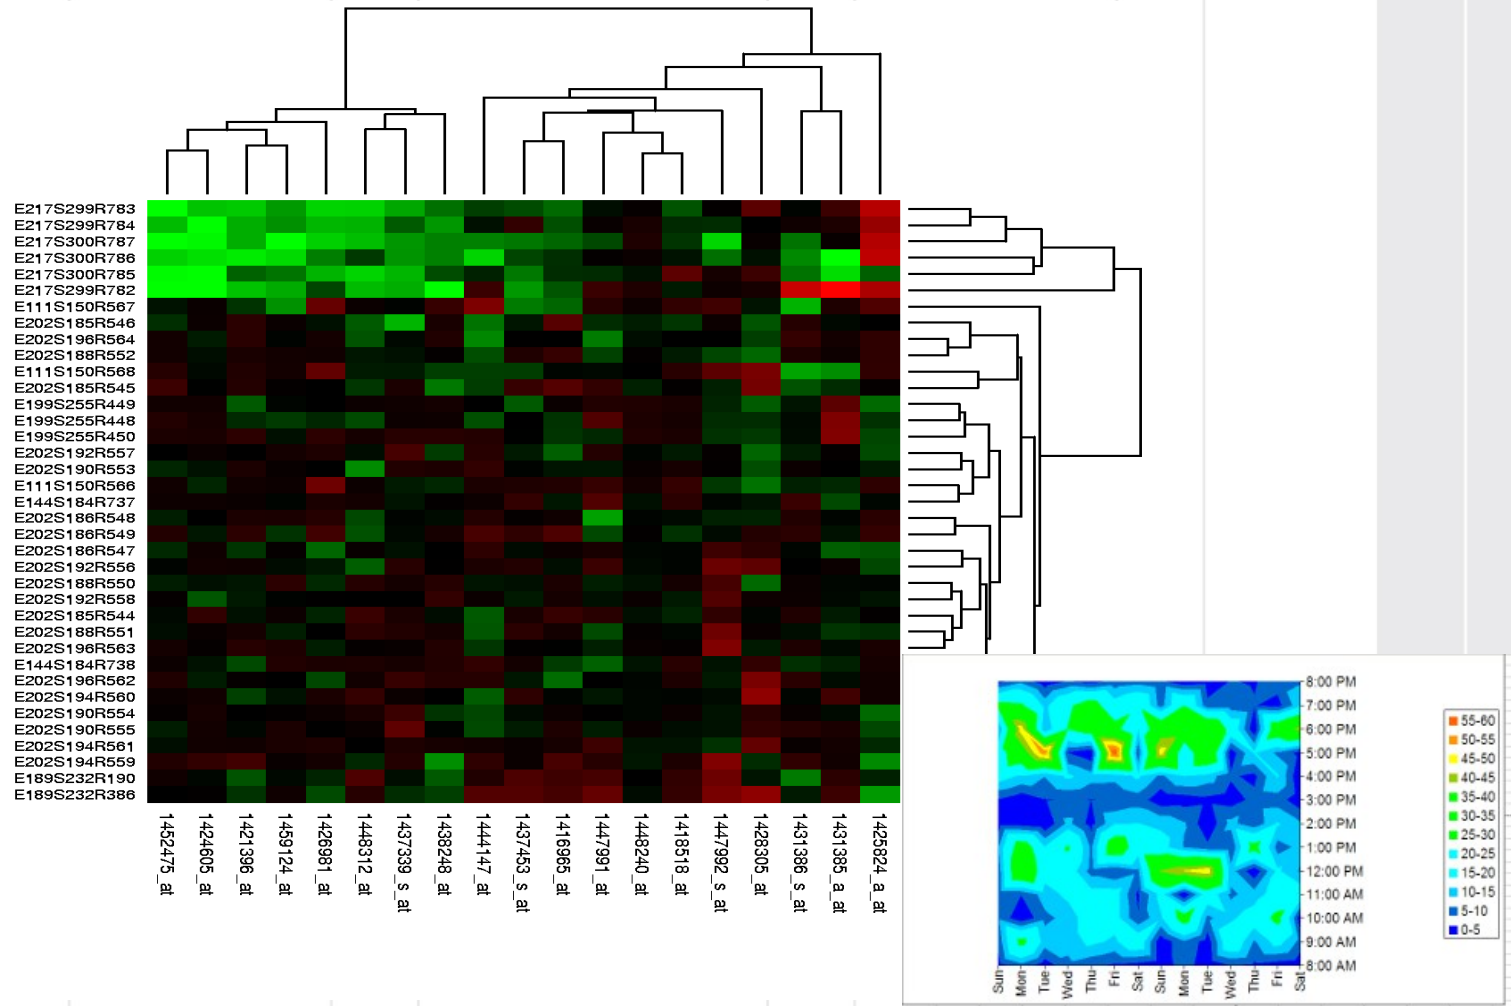 E217S299R783
E217S299R784
E217S300R787
E217S300R786
E217S300R785
E217S299R782
E111S150R567
E202S185R546
E202S196R564
E202S188R552
E111S150R568
E202S185R545
E199S255R449
E199S255R448
E199S255R450
E202S192R557
E202S190R553
E111S150R566
E144S184R737
E202S186R548
E202S186R549
E202S186R547
E202S192R556
E202S188R550
E202S192R558
E202S185R544
E202S188R551
E202S196R563
E144S184R738
E202S196R562
E202S194R560
E202S190R554
E202S190R555
E202S194R561
E202S194R559
E189S232R190
E189S232R386
1452475_at
1424605_at
1421396_at
1459124_at
1426981_at
1448312_at
1437339_s_at
1438248_at
1444147_at
1437453_s_at
1416965_at
1447991_at
1448240_at
1418518_at
1447992_s_at
1428305_at
1431386_s_at
1431385_a_at
1425824_a_at
8:00 PM
7:00 PM
6:00 PM
5:00 PM
4:00 PM
3:00 PM
2:00 PM
1:00 PM
12:00 PM
11:00 AM
10:00 AM
9:00 AM
8:00 AM
Sun
Mon
Tue
Wed
Thu
Fri
Sat
Sun
Mon
Tue
Wed
Thu
Fri
Sat
55-60
50-55
45-50
40-45
35-40
30-35
25-30
20-25
15-20
10-15
5-10
0-5